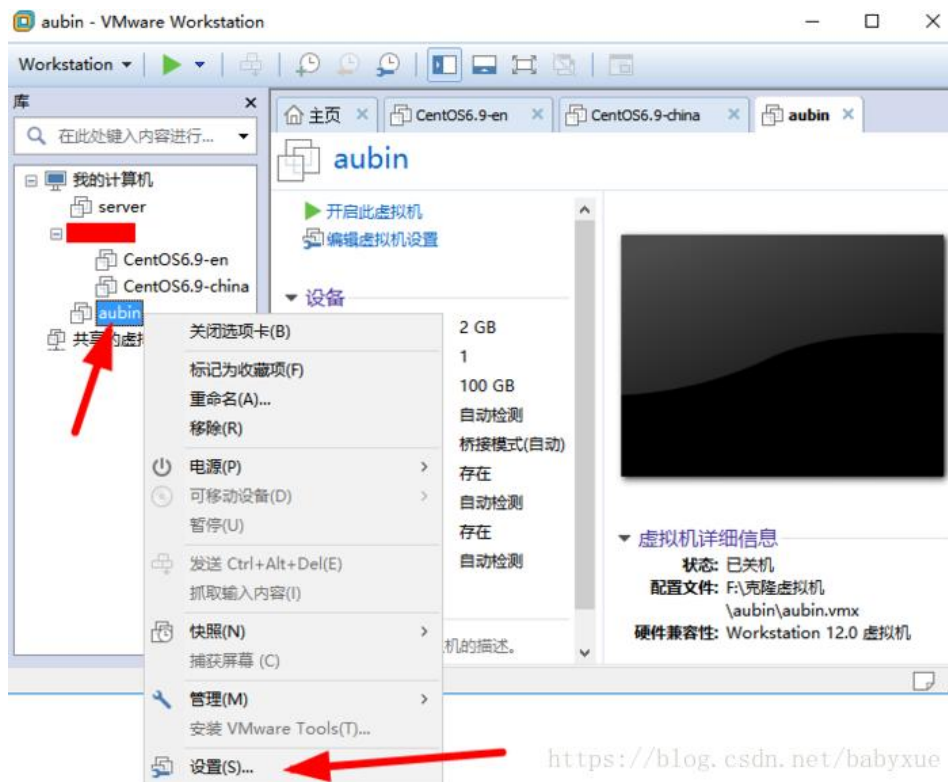 aubin - VMware Workstation
Workstation
库
主页
CentOS6.9-en
CentOS6.9-china
aubin
在此处键入内容进行...
aubin
我的计算机
server
CentOS6.9-en
CentOS6.9-china
aubin
开启此虚拟机
编辑虚拟机设置
设备
2 GB
1
100 GB
自动检测
桥接模式(自动)
存在
自动检测
存在
自动检测
机的描述。
关闭选项卡(B)
标记为收藏项(F)
重命名(A)...
移除(R)
电源(P)
可移动设备(D)
暂停(U)
发送 Ctrl+Alt+Del(E)
抓取输入内容(I)
快照(N)
捕获屏幕 (C)
管理(M)
安装 VMware Tools(T)...
设置(S)...
虚拟机详细信息
状态: 已关机
配置文件: F:\克隆虚拟机
\aubin\aubin.vmx
硬件兼容性: Workstation 12.0 虚拟机
https://blog.csdn.net/babyxue